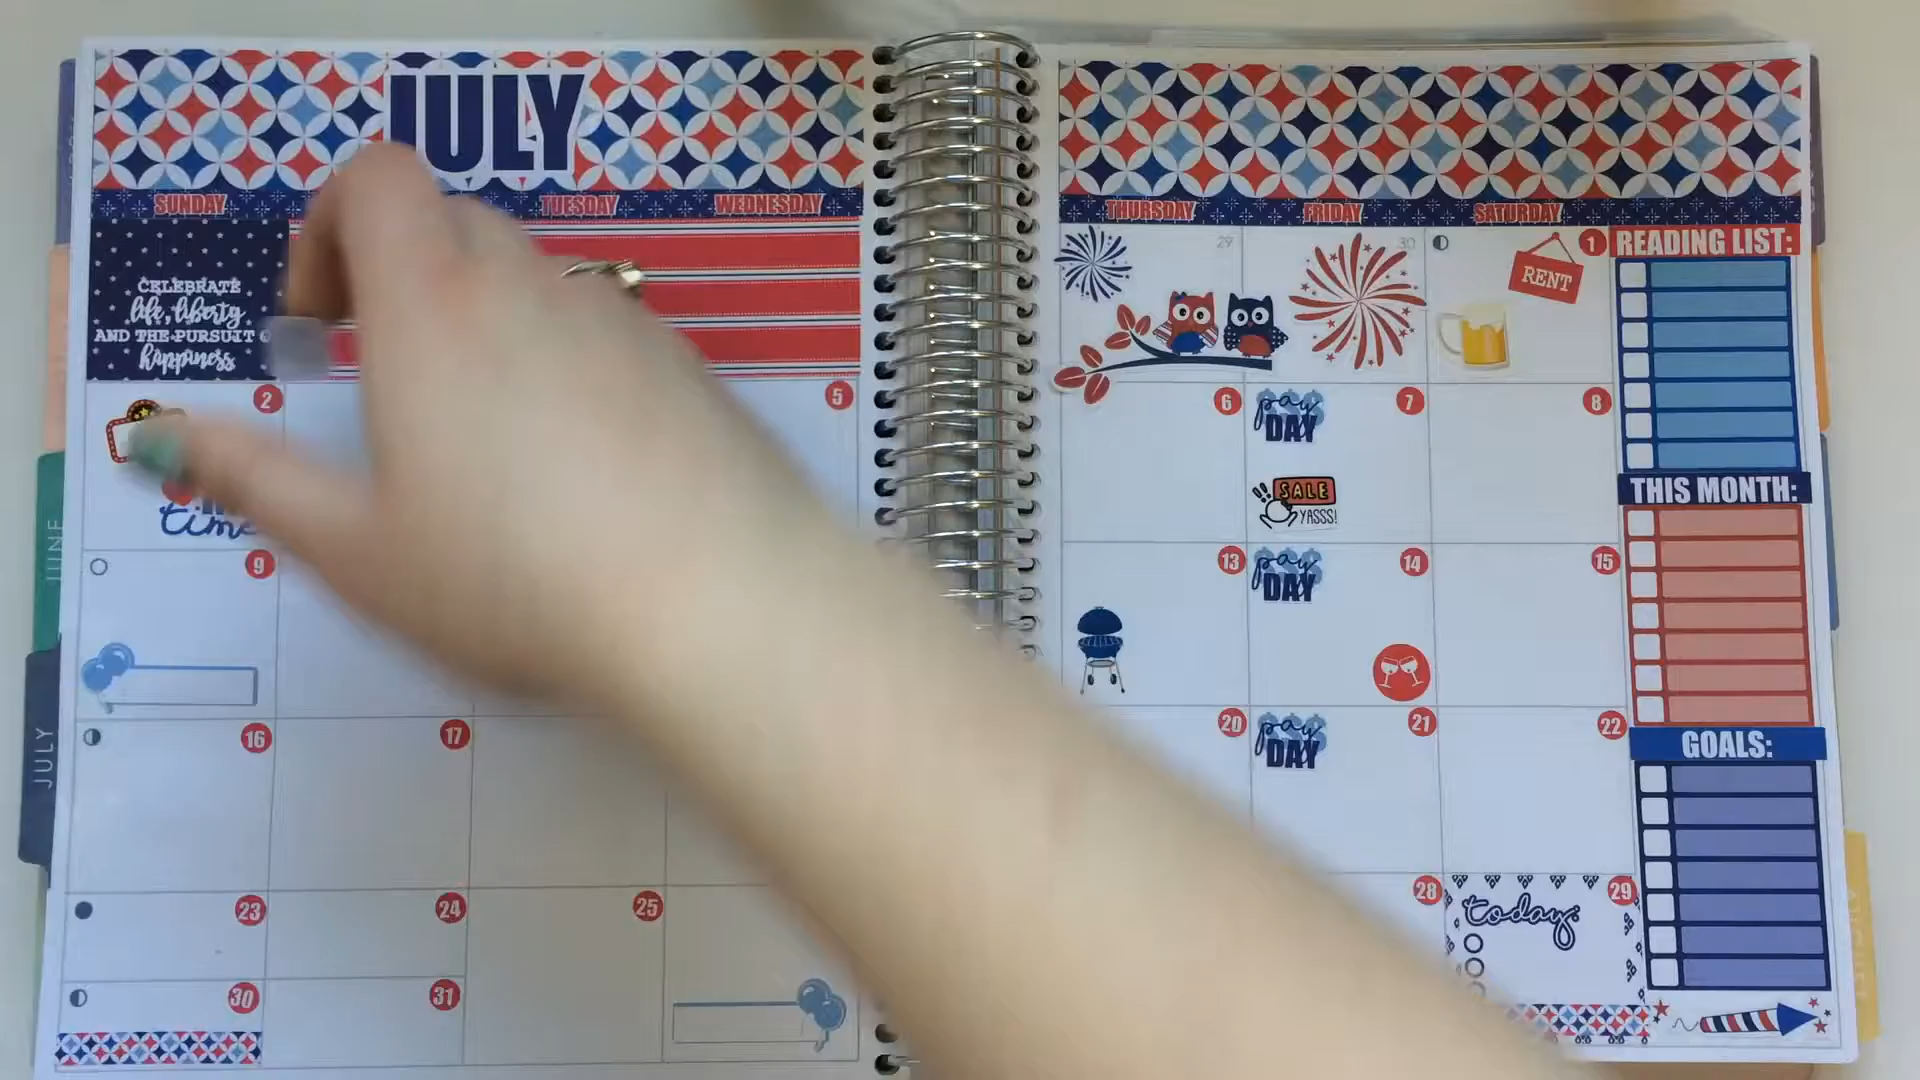 JULY
SUNDAY
TUESDAY
WEDNESDAY
CELEBRATE
life, liberty
AND THE PURSUIT
happiness
2
5
time
9
16
17
23
24
25
30
31
JUNE
JULY
THURSDAY
FRIDAY
SATURDAY
29
30
1
RENT
6
pay
DAY
7
8
SALE
YASSS!
13
pay
DAY
14
15
20
pay
DAY
21
22
28
29
today
READING LIST:
THIS MONTH:
GOALS: